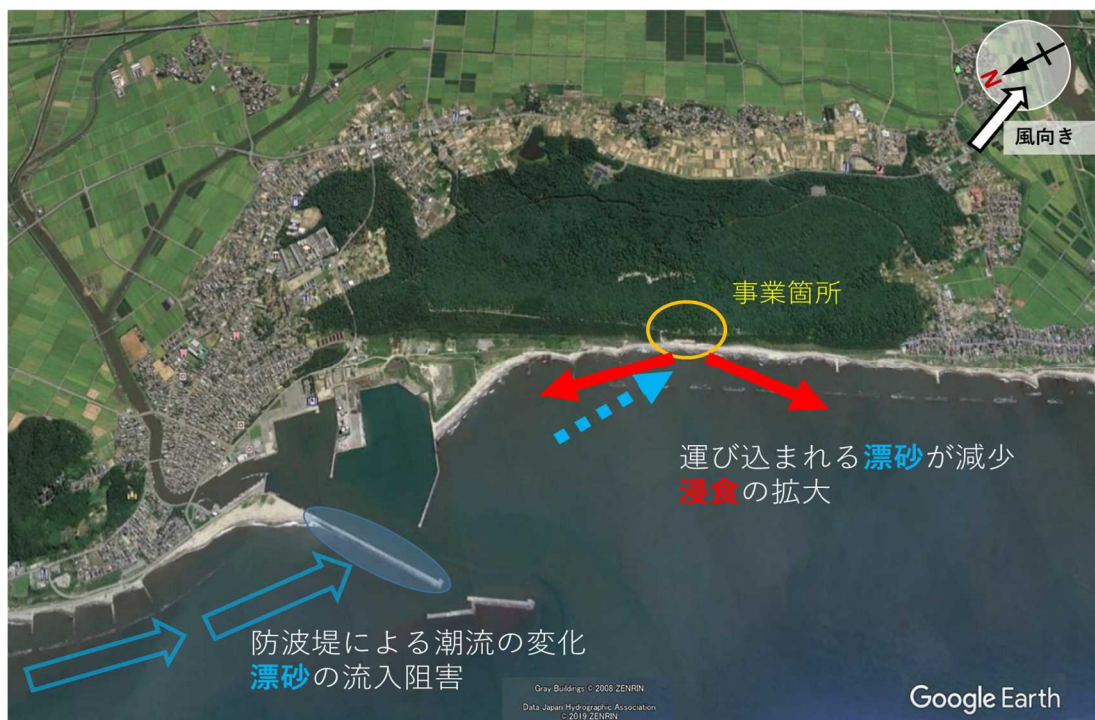 N
風向き
事業箇所
運び込まれる漂砂が減少
浸食の拡大
防波堤による潮流の変化
漂砂の流入阻害
Gray Buildings © 2008 ZENRIN
Data Japan Hydrographic Association
© 2019 ZENRIN
Google Earth